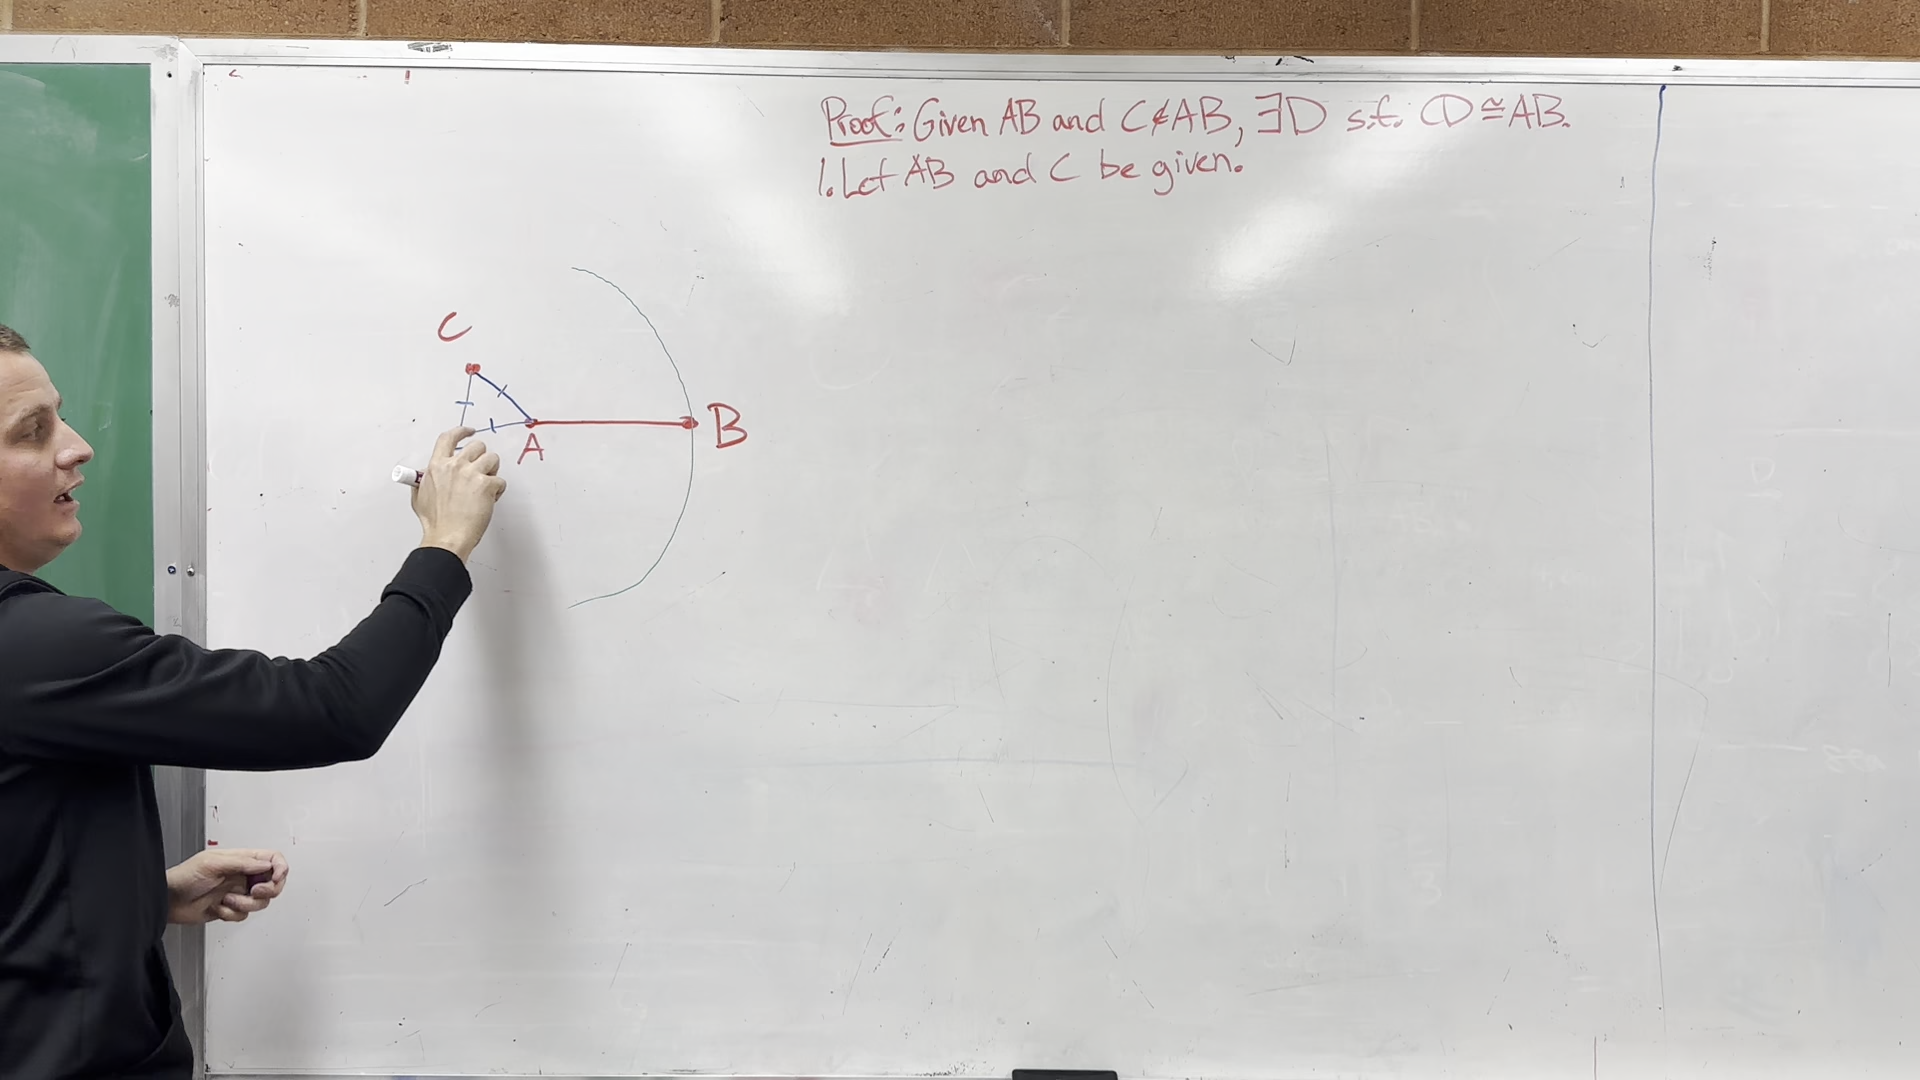 Proof: Given AB and C∉AB, ∃D s.t. CD≅AB.
1. Let AB and C be given.
C
A
B